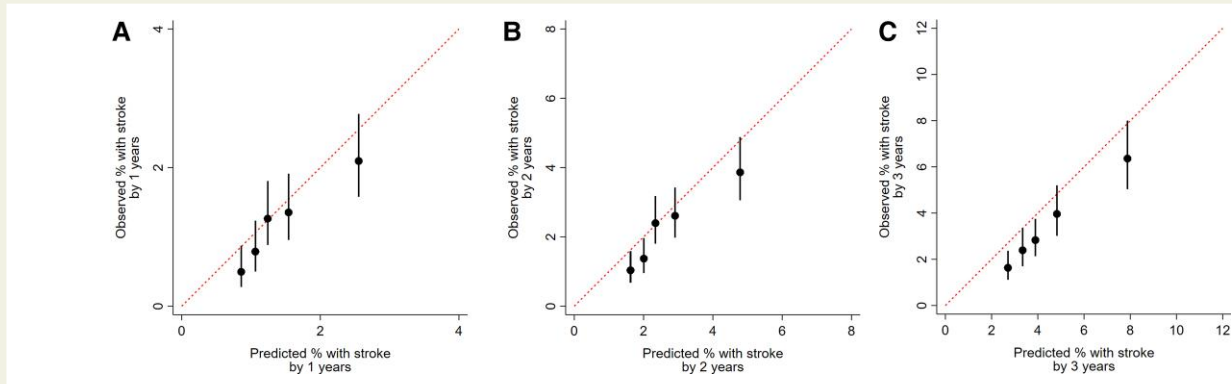 A
Observed % with stroke
by 1 years
4
2
0
0 2 4
Predicted % with stroke
by 1 years
B
Observed % with stroke
by 2 years
8
6
4
2
0
0 2 4 6 8
Predicted % with stroke
by 2 years
C
Observed % with stroke
by 3 years
12
10
8
6
4
2
0
0 2 4 6 8 10 12
Predicted % with stroke
by 3 years